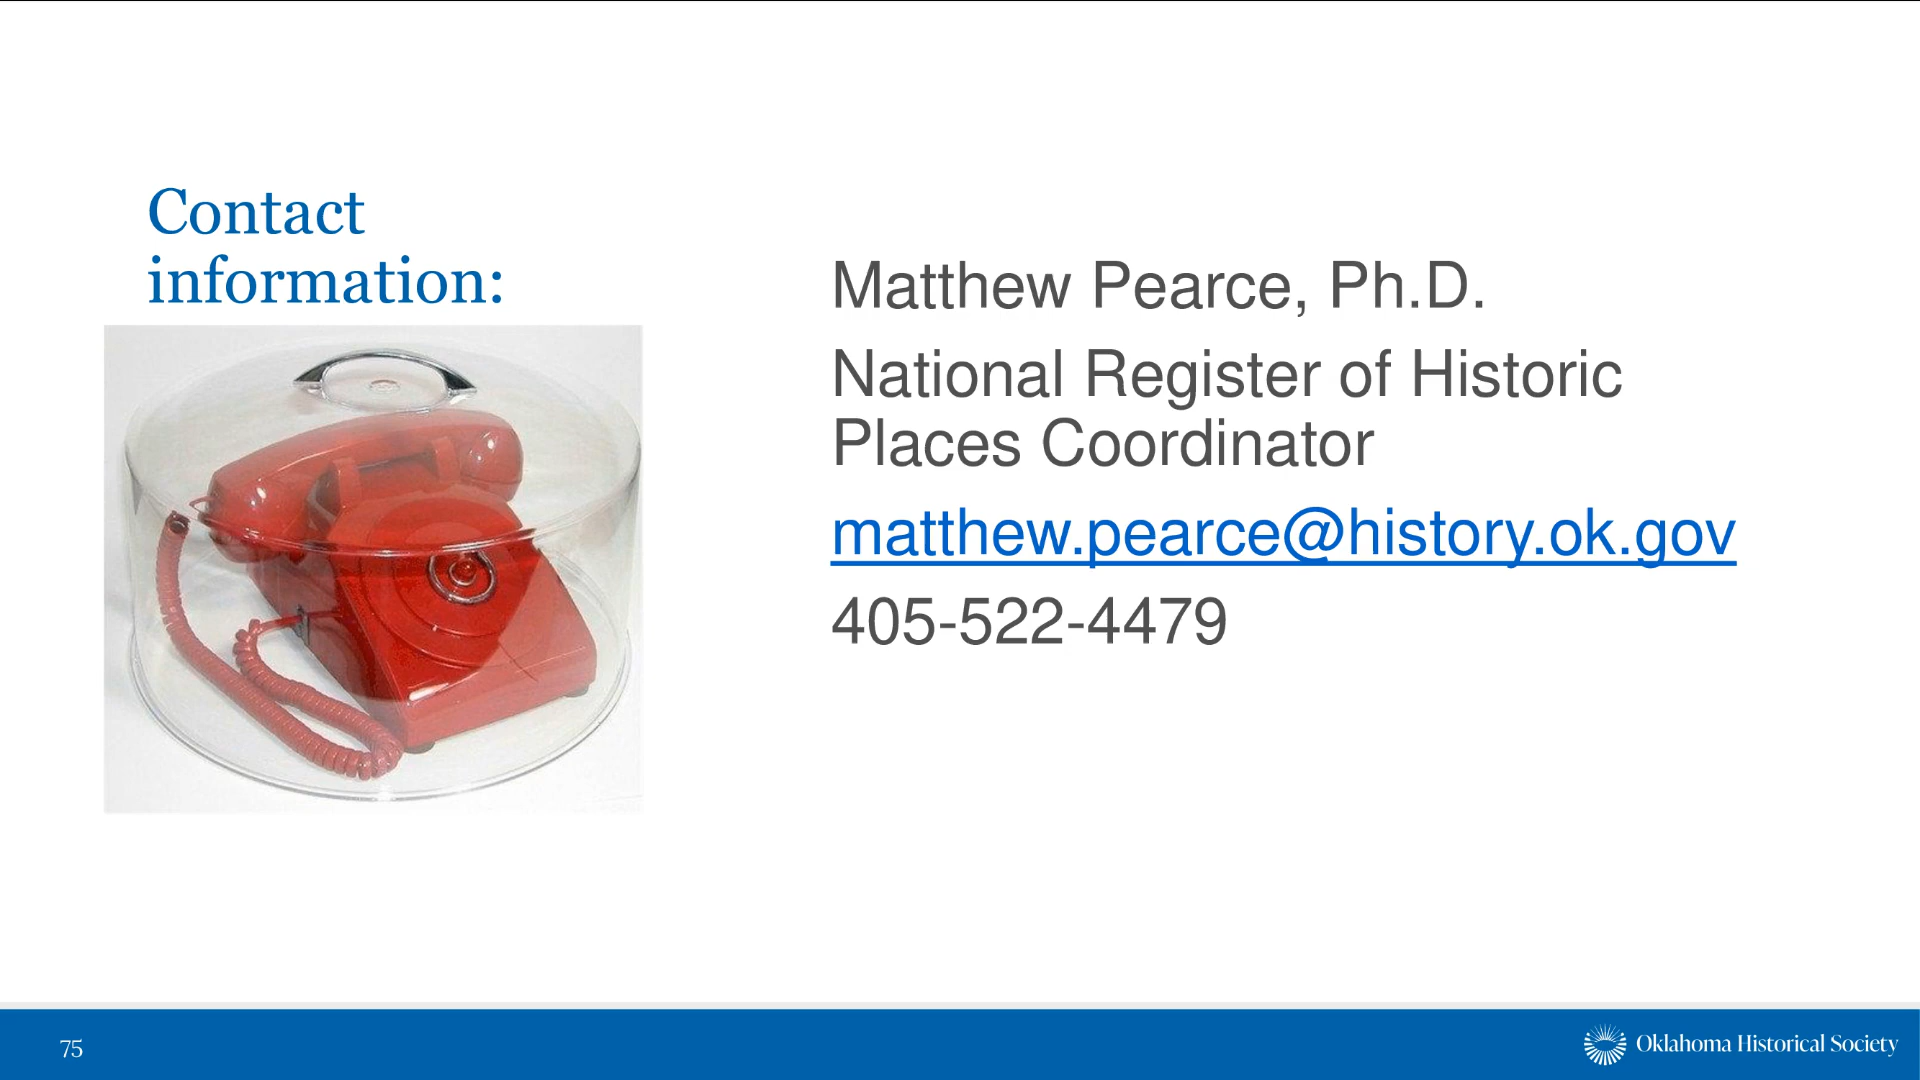 Contact
information:
Matthew Pearce, Ph.D.
National Register of Historic
Places Coordinator
matthew.pearce@history.ok.gov
405-522-4479
75
Oklahoma Historical Society